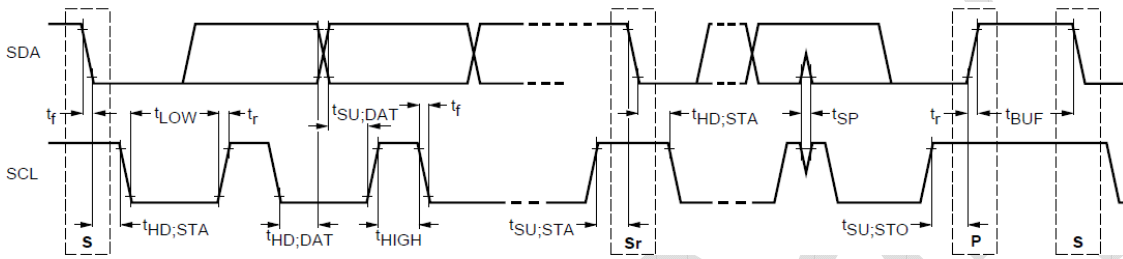 SDA
tf tLOW tr tSU;DAT tf tHD;STA tSP tr tBUF
SCL
tHD;STA tHD;DAT tHIGH tSU;STA tSU;STO
S Sr P S